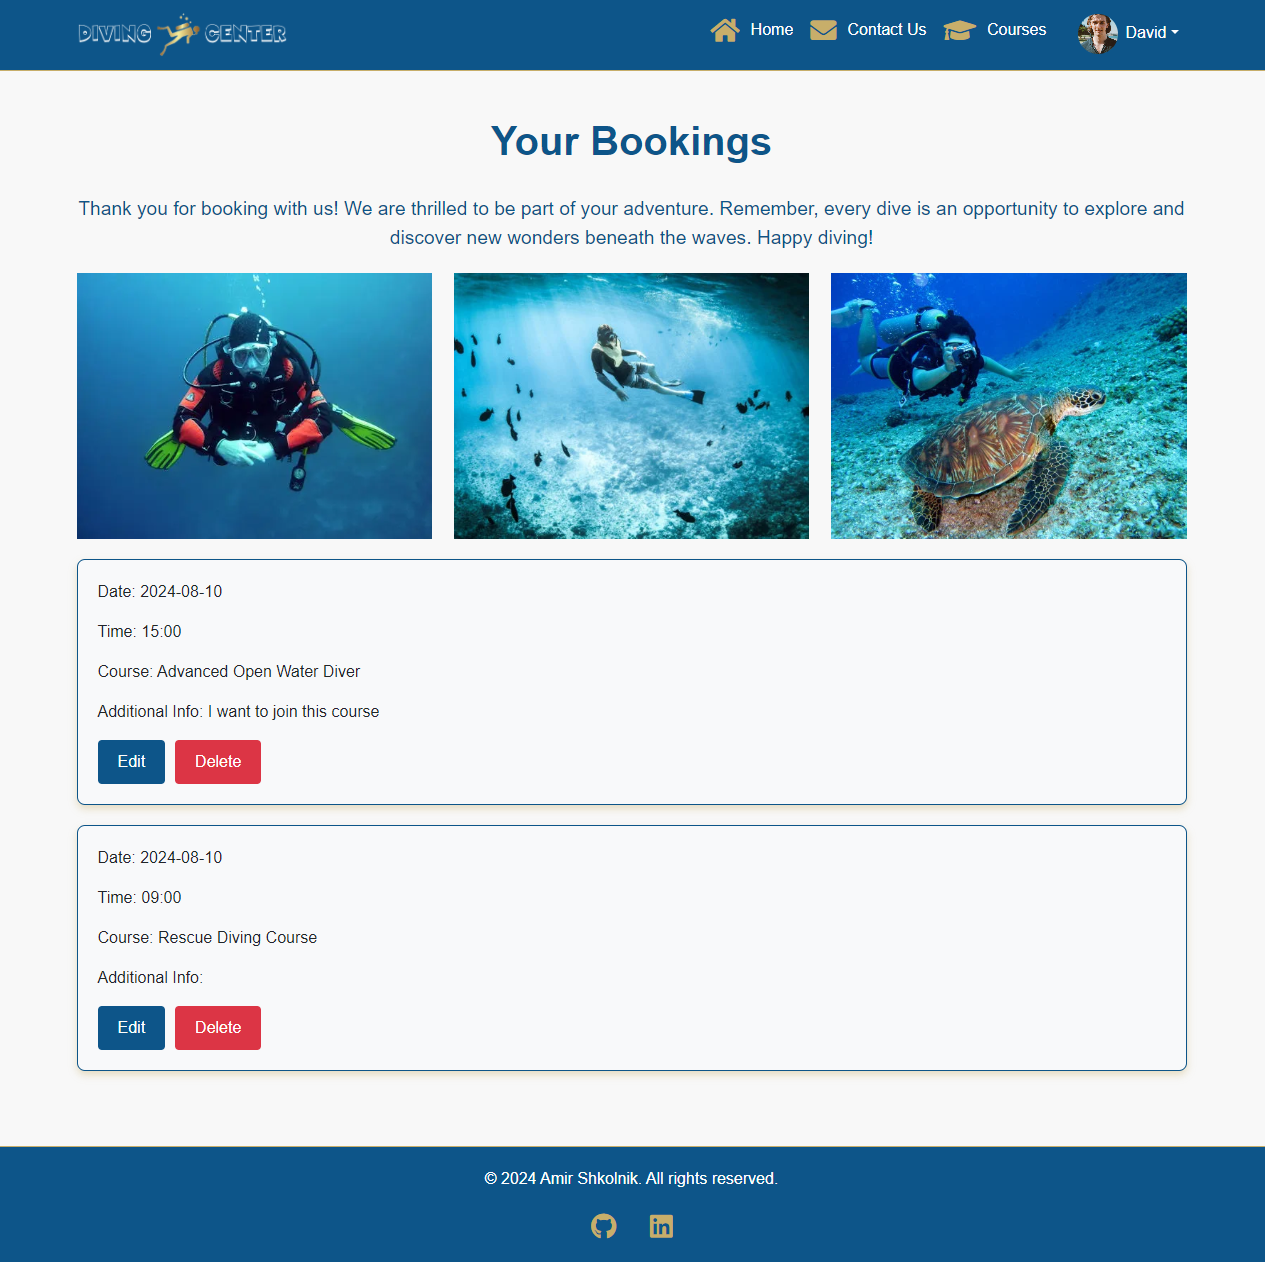 DIVING CENTER
Home
Contact Us
Courses
David
Your Bookings
Thank you for booking with us! We are thrilled to be part of your adventure. Remember, every dive is an opportunity to explore and
discover new wonders beneath the waves. Happy diving!
Date: 2024-08-10
Time: 15:00
Course: Advanced Open Water Diver
Additional Info: I want to join this course
Edit
Delete
Date: 2024-08-10
Time: 09:00
Course: Rescue Diving Course
Additional Info:
Edit
Delete
© 2024 Amir Shkolnik. All rights reserved.
in